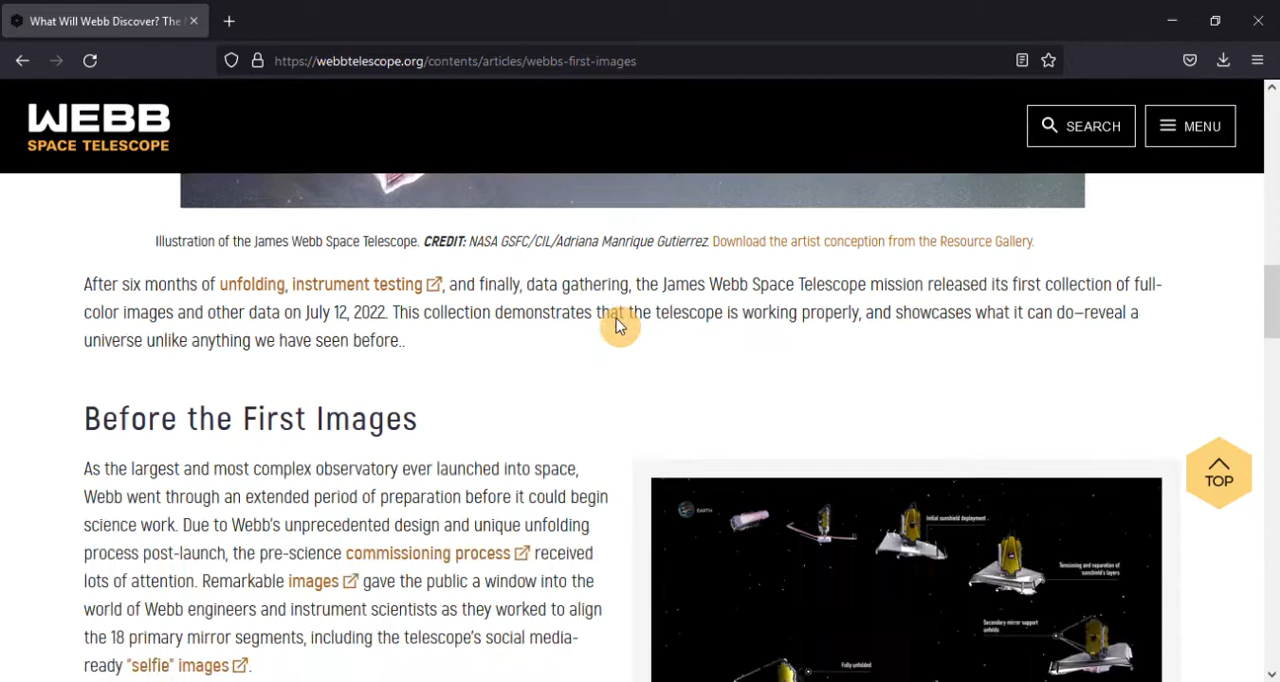 What Will Webb Discover? The
https://webbtelescope.org/contents/articles/webbs-first-images
WEBB
SPACE TELESCOPE
SEARCH
MENU
Illustration of the James Webb Space Telescope. CREDIT: NASA GSFC/CIL/Adriana Manrique Gutierrez. Download the artist conception from the Resource Gallery.
After six months of unfolding, instrument testing, and finally, data gathering, the James Webb Space Telescope mission released its first collection of full-
color images and other data on July 12, 2022. This collection demonstrates that the telescope is working properly, and showcases what it can do—reveal a
universe unlike anything we have seen before..
Before the First Images
As the largest and most complex observatory ever launched into space,
Webb went through an extended period of preparation before it could begin
science work. Due to Webb's unprecedented design and unique unfolding
process post-launch, the pre-science commissioning process received
lots of attention. Remarkable images gave the public a window into the
world of Webb engineers and instrument scientists as they worked to align
the 18 primary mirror segments, including the telescope's social media-
ready "selfie" images.
EARTH
Initial sunshield deployment
Tensioning and separation of
sunshield's layers
Secondary mirror support
unfolds
Fully unfolded
TOP